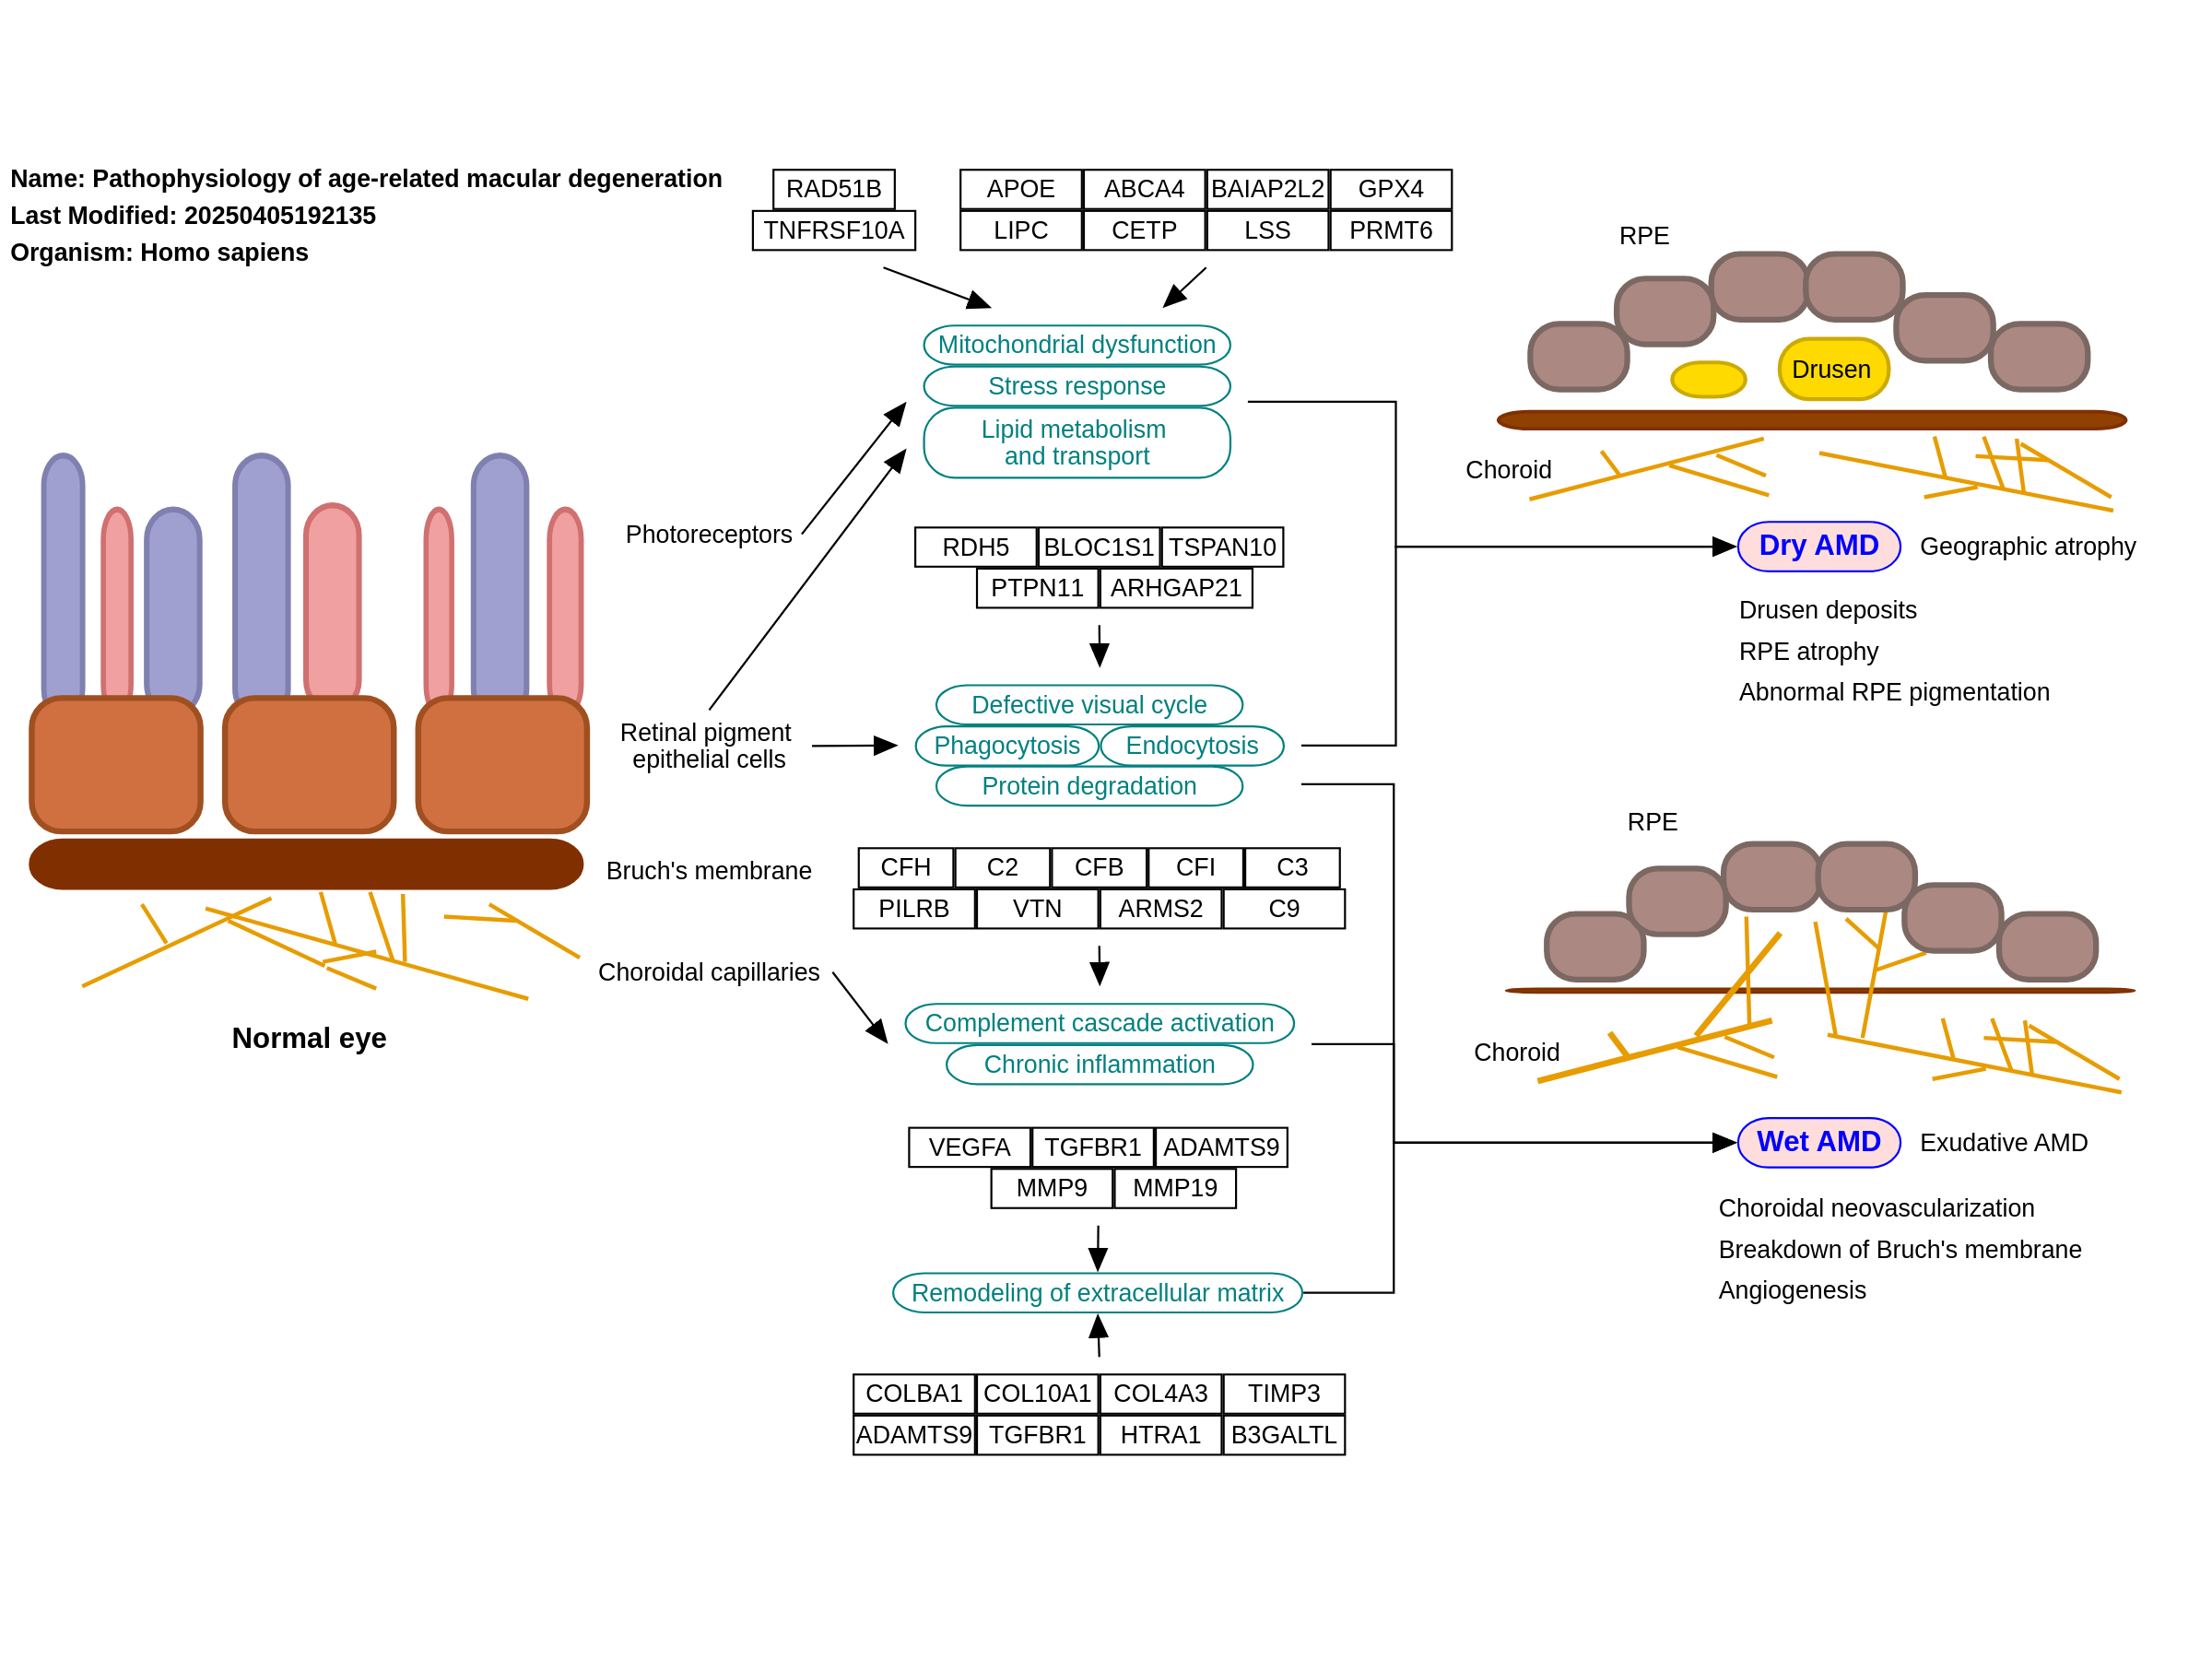 Name: Pathophysiology of age-related macular degeneration
Last Modified: 20250405192135
Organism: Homo sapiens
RAD51B
TNFRSF10A
APOE ABCA4 BAIAP2L2 GPX4
LIPC CETP LSS PRMT6
Mitochondrial dysfunction
Stress response
Lipid metabolism
and transport
Photoreceptors
RDH5 BLOC1S1 TSPAN10
PTPN11 ARHGAP21
Retinal pigment
epithelial cells
Defective visual cycle
Phagocytosis Endocytosis
Protein degradation
Bruch's membrane
CFH C2 CFB CFI C3
PILRB VTN ARMS2 C9
Choroidal capillaries
Complement cascade activation
Chronic inflammation
Normal eye
VEGFA TGFBR1 ADAMTS9
MMP9 MMP19
Remodeling of extracellular matrix
COLBA1 COL10A1 COL4A3 TIMP3
ADAMTS9 TGFBR1 HTRA1 B3GALTL
RPE
Drusen
Choroid
Dry AMD Geographic atrophy
Drusen deposits
RPE atrophy
Abnormal RPE pigmentation
RPE
Choroid
Wet AMD Exudative AMD
Choroidal neovascularization
Breakdown of Bruch's membrane
Angiogenesis